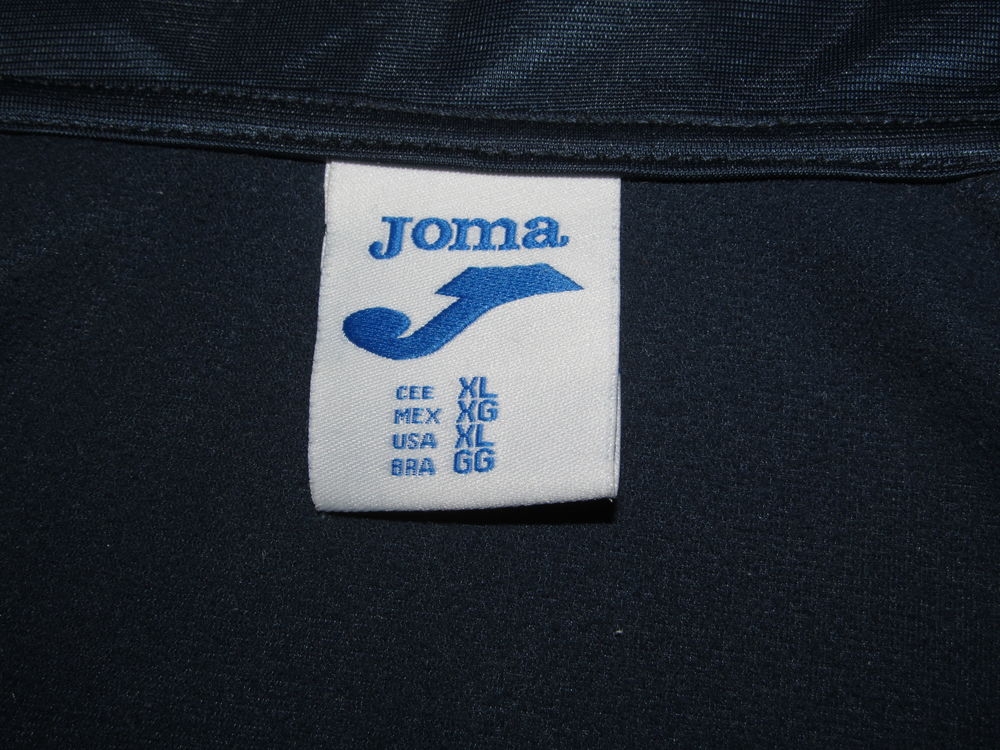 Joma
CEE XL
MEX XG
USA XL
BRA GG